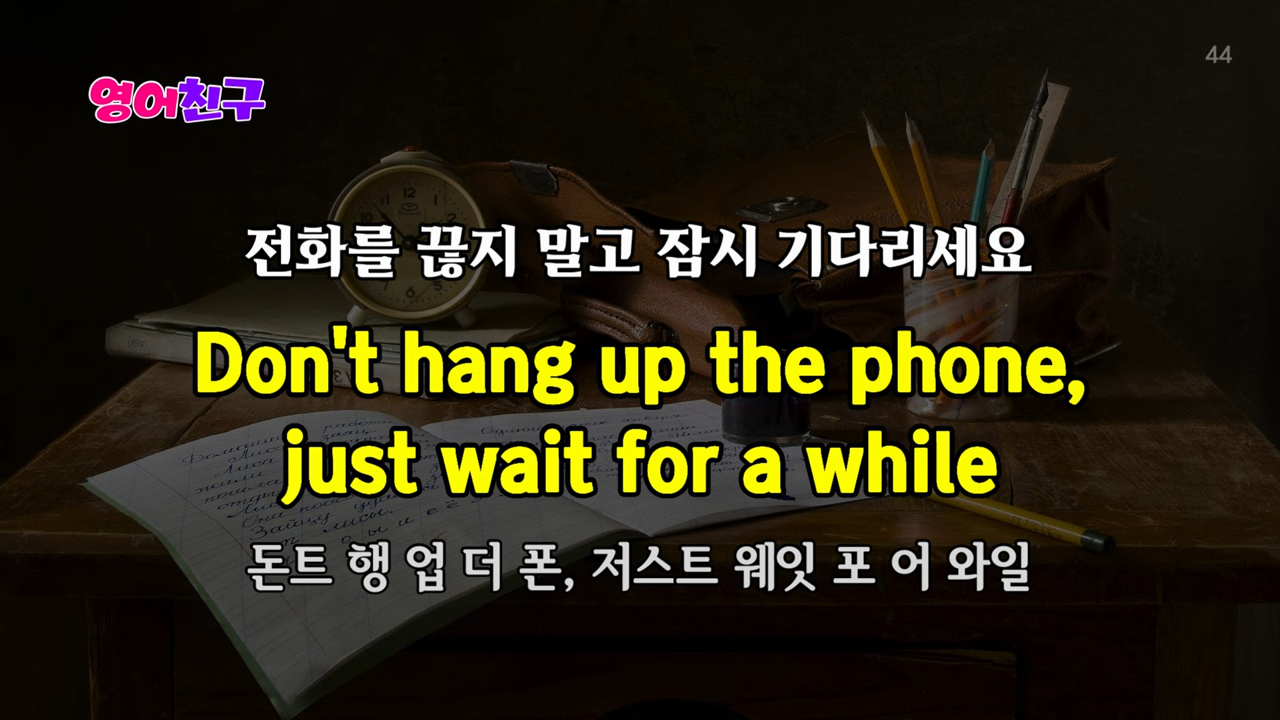 44
영어친구
전화를 끊지 말고 잠시 기다리세요
Don't hang up the phone,
just wait for a while
돈트 행 업 더 폰, 저스트 웨잇 포 어 와일